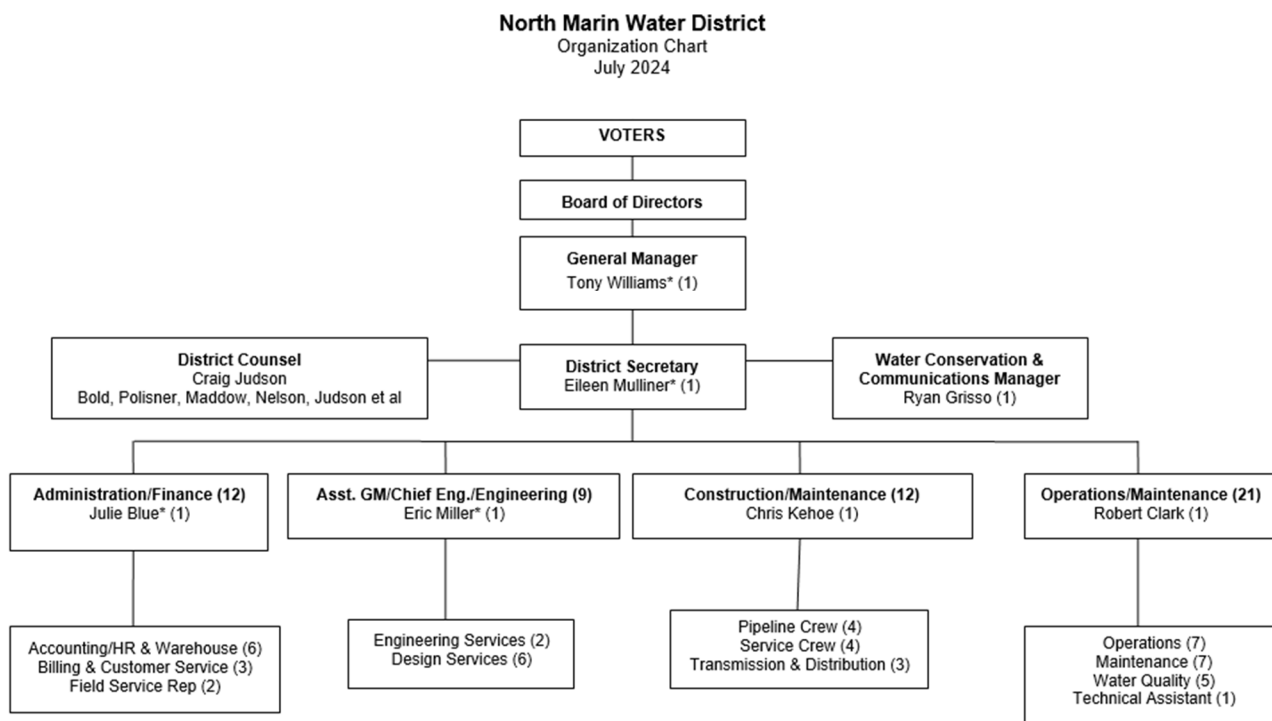 North Marin Water District
Organization Chart
July 2024
VOTERS
Board of Directors
General Manager
Tony Williams* (1)
District Counsel
Craig Judson
Bold, Polisner, Maddow, Nelson, Judson et al
District Secretary
Eileen Mulliner* (1)
Water Conservation &
Communications Manager
Ryan Grisso (1)
Administration/Finance (12)
Julie Blue* (1)
Asst. GM/Chief Eng./Engineering (9)
Eric Miller* (1)
Construction/Maintenance (12)
Chris Kehoe (1)
Operations/Maintenance (21)
Robert Clark (1)
Accounting/HR & Warehouse (6)
Billing & Customer Service (3)
Field Service Rep (2)
Engineering Services (2)
Design Services (6)
Pipeline Crew (4)
Service Crew (4)
Transmission & Distribution (3)
Operations (7)
Maintenance (7)
Water Quality (5)
Technical Assistant (1)